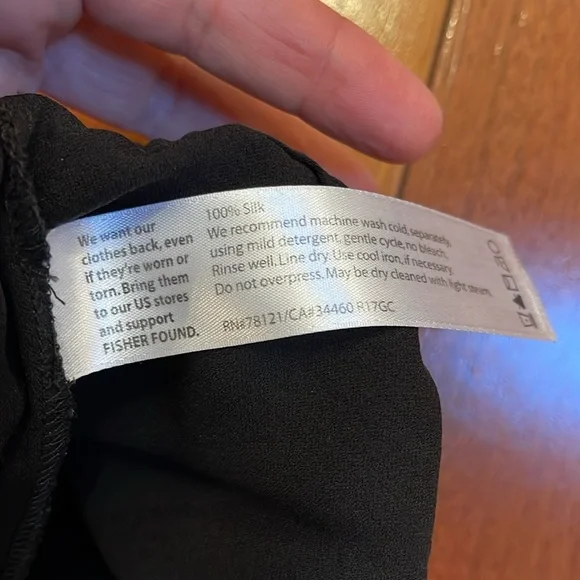 We want our
clothes back, even
if they're worn or
torn. Bring them
to our US stores
and support
FISHER FOUND.
100% Silk
We recommend machine wash cold, separately,
using mild detergent, gentle cycle, no bleach.
Rinse well. Line dry. Use cool iron, if necessary.
Do not overpress. May be dry cleaned with light steam.
RN#78121/CA#34460 R17GC